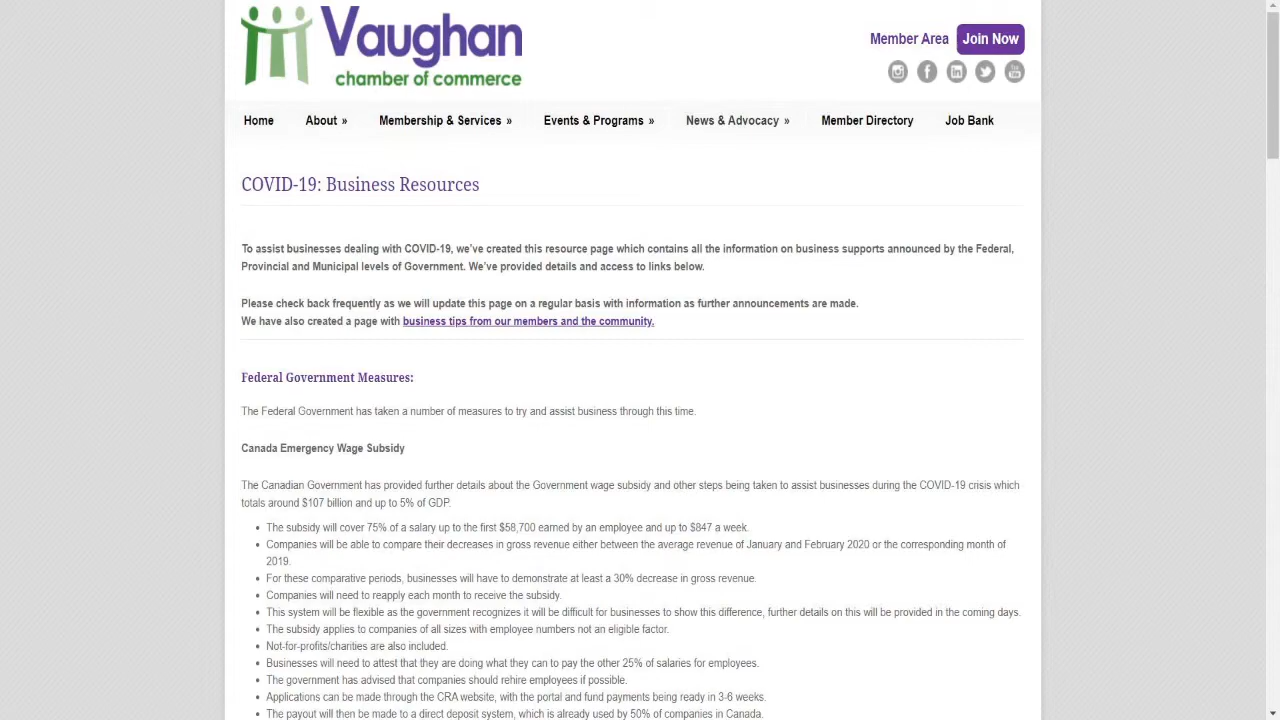 Vaughan
chamber of commerce
Member Area Join Now
You
Tube
Home About » Membership & Services » Events & Programs » News & Advocacy » Member Directory Job Bank
COVID-19: Business Resources
To assist businesses dealing with COVID-19, we've created this resource page which contains all the information on business supports announced by the Federal,
Provincial and Municipal levels of Government. We've provided details and access to links below.
Please check back frequently as we will update this page on a regular basis with information as further announcements are made.
We have also created a page with business tips from our members and the community.
Federal Government Measures:
The Federal Government has taken a number of measures to try and assist business through this time.
Canada Emergency Wage Subsidy
The Canadian Government has provided further details about the Government wage subsidy and other steps being taken to assist businesses during the COVID-19 crisis which
totals around $107 billion and up to 5% of GDP.
• The subsidy will cover 75% of a salary up to the first $58,700 earned by an employee and up to $847 a week.
• Companies will be able to compare their decreases in gross revenue either between the average revenue of January and February 2020 or the corresponding month of
2019.
• For these comparative periods, businesses will have to demonstrate at least a 30% decrease in gross revenue.
• Companies will need to reapply each month to receive the subsidy.
• This system will be flexible as the government recognizes it will be difficult for businesses to show this difference, further details on this will be provided in the coming days.
• The subsidy applies to companies of all sizes with employee numbers not an eligible factor.
• Not-for-profits/charities are also included.
• Businesses will need to attest that they are doing what they can to pay the other 25% of salaries for employees.
• The government has advised that companies should rehire employees if possible.
• Applications can be made through the CRA website, with the portal and fund payments being ready in 3-6 weeks.
• The payout will then be made to a direct deposit system, which is already used by 50% of companies in Canada.